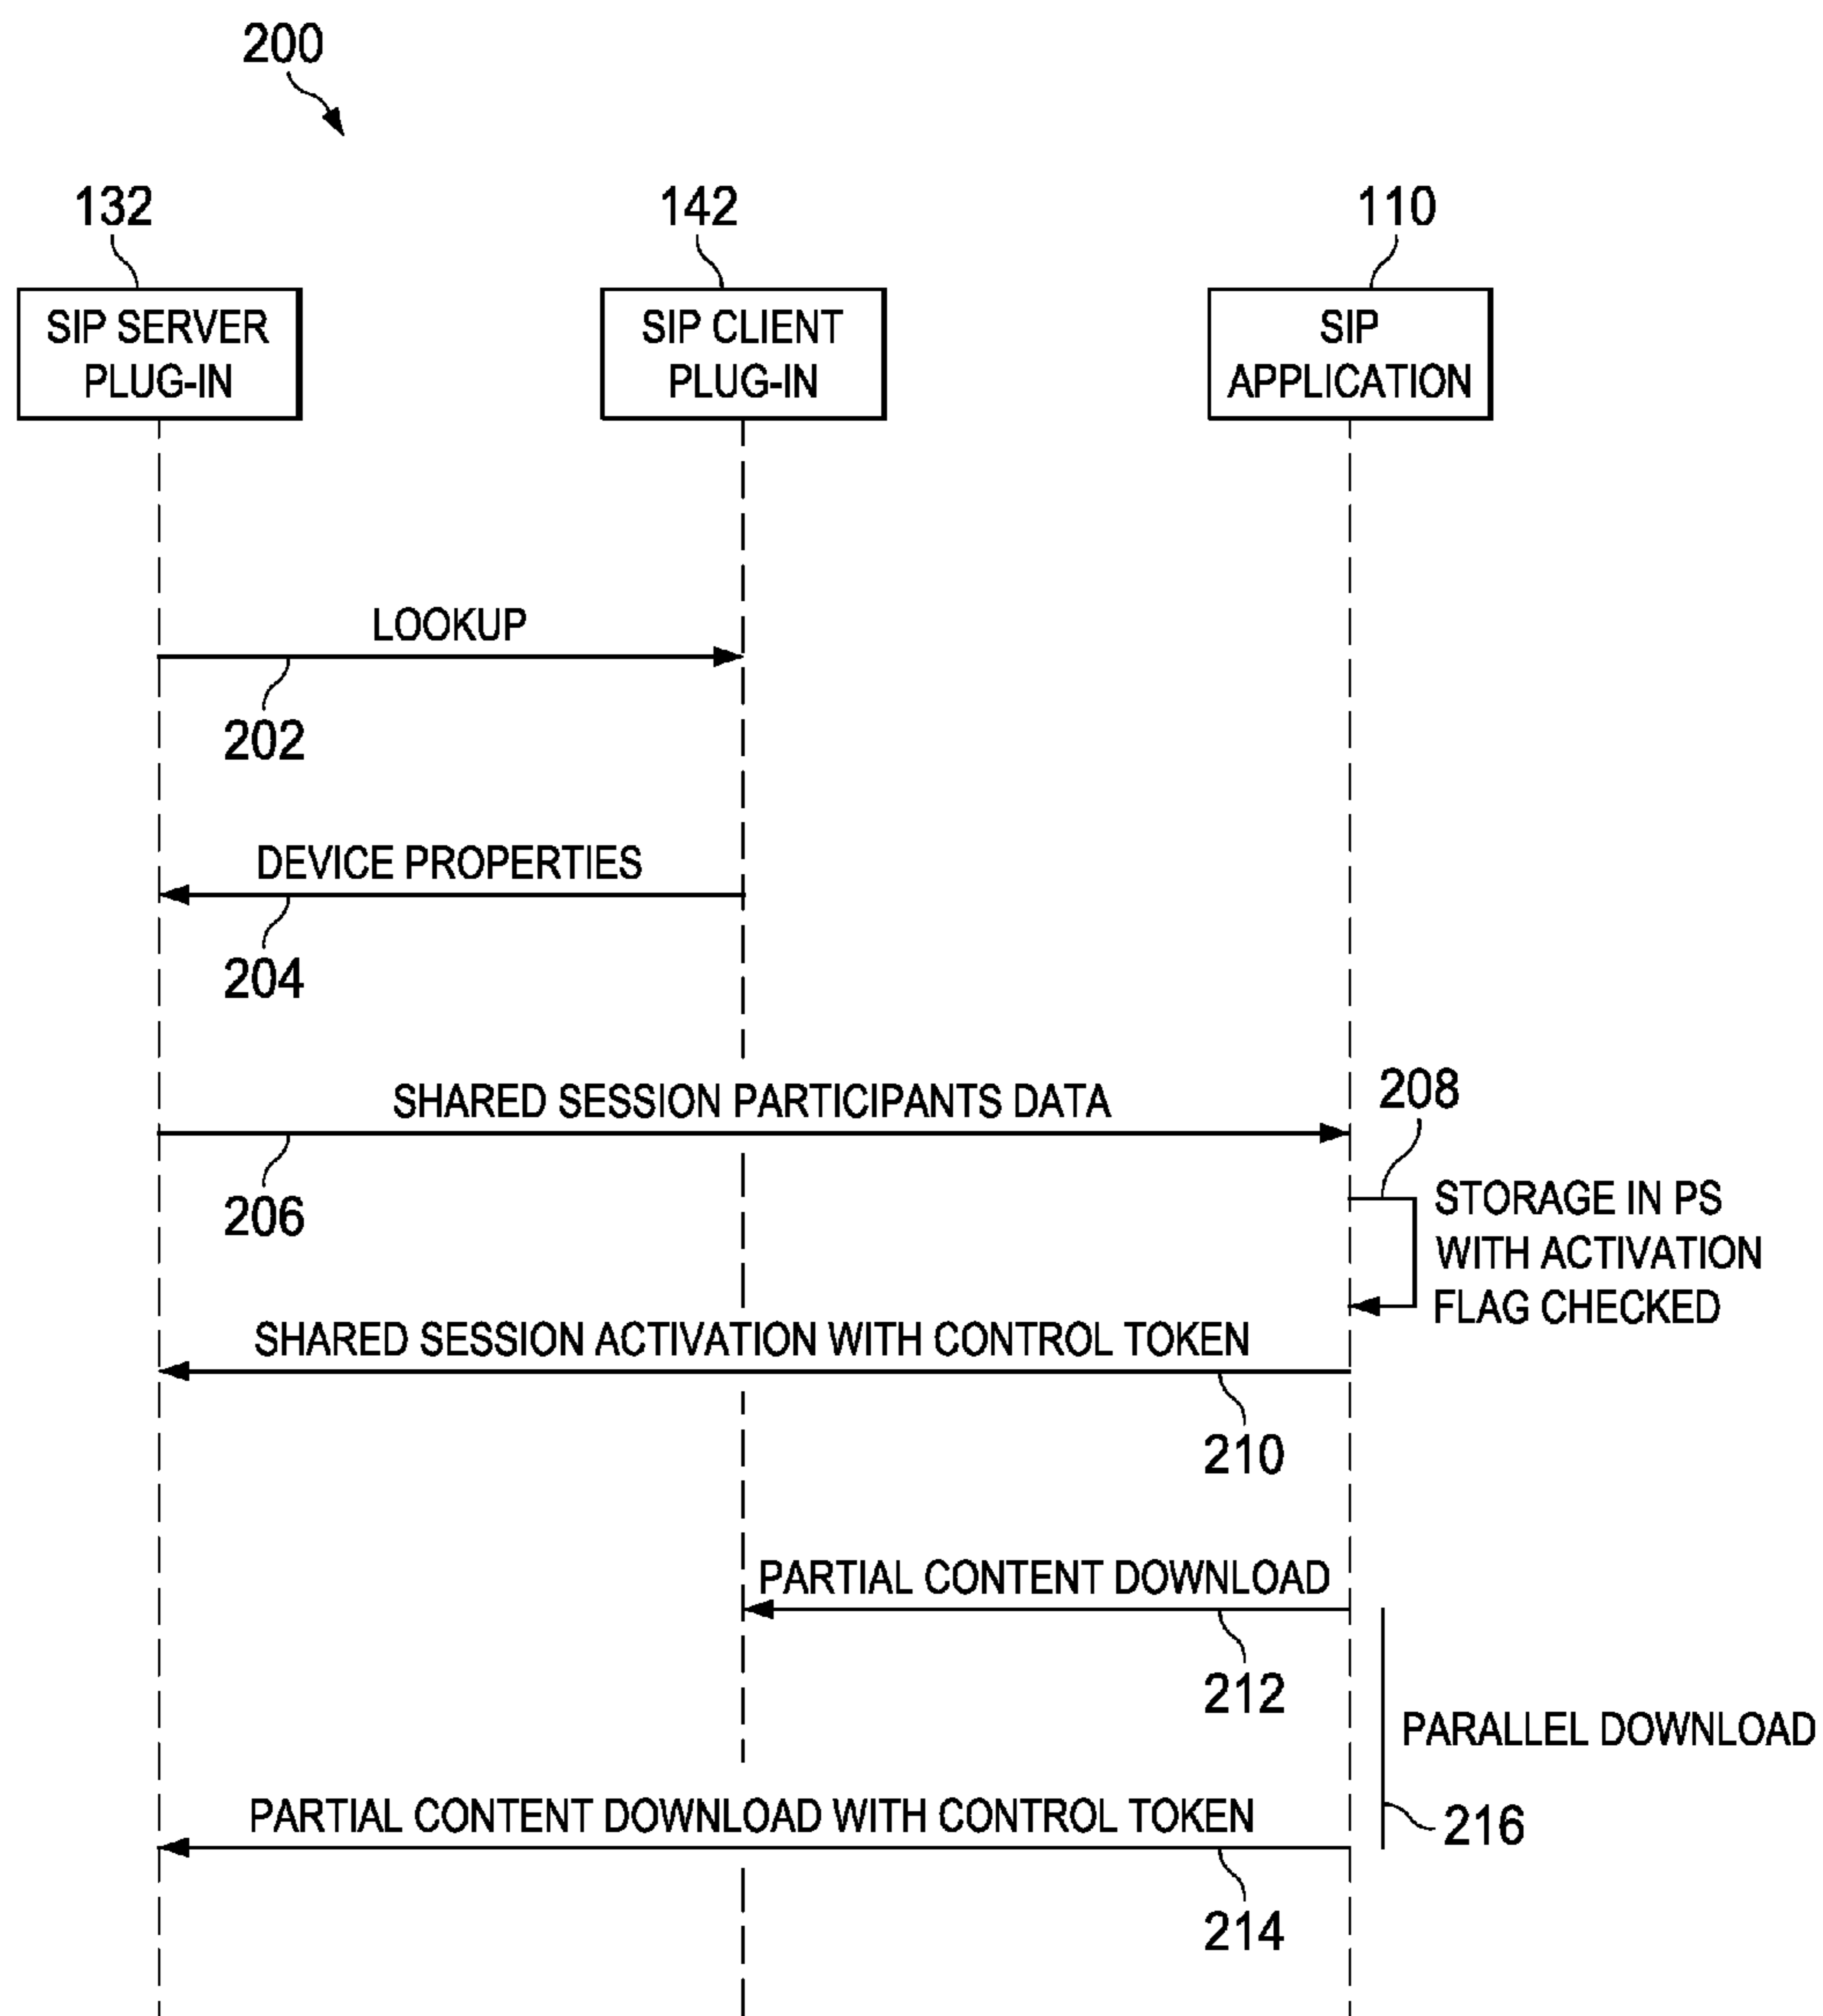 200
132
142
110
SIP SERVER
PLUG-IN
SIP CLIENT
PLUG-IN
SIP
APPLICATION
LOOKUP
202
DEVICE PROPERTIES
204
SHARED SESSION PARTICIPANTS DATA
206
208
STORAGE IN PS
WITH ACTIVATION
FLAG CHECKED
SHARED SESSION ACTIVATION WITH CONTROL TOKEN
210
PARTIAL CONTENT DOWNLOAD
212
PARALLEL DOWNLOAD
216
PARTIAL CONTENT DOWNLOAD WITH CONTROL TOKEN
214